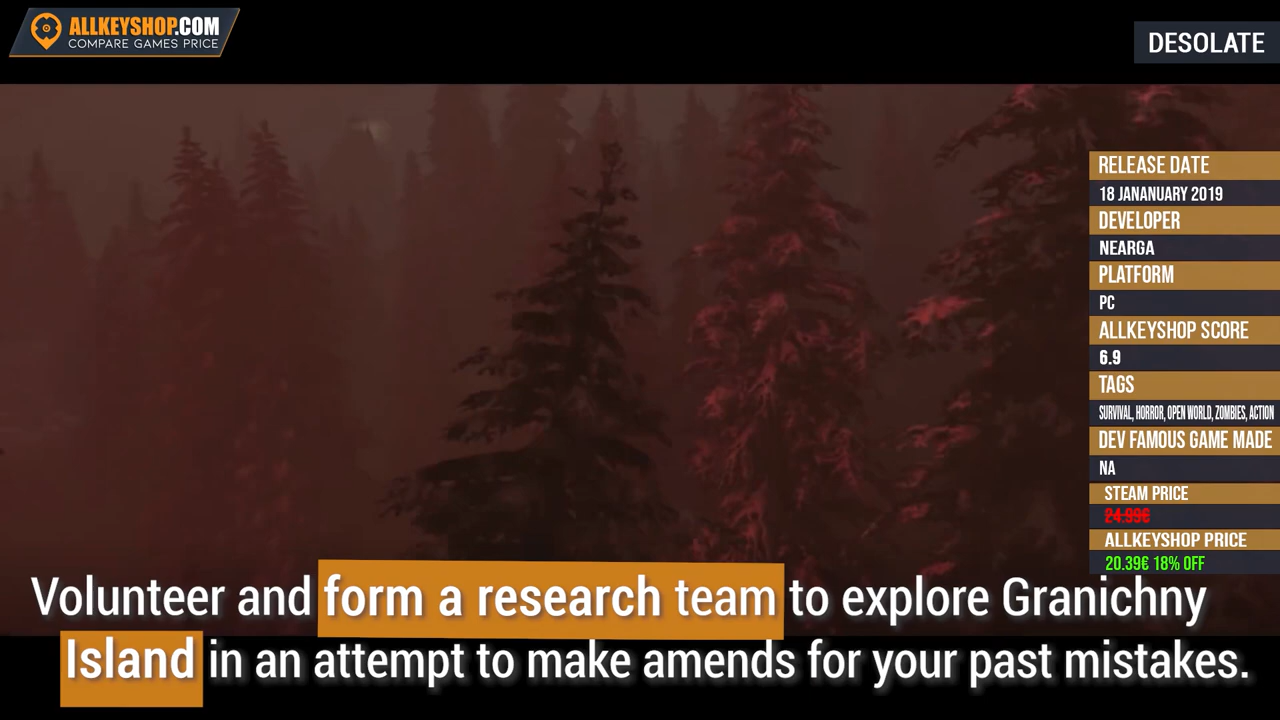 ALLKEYSHOP.COM
COMPARE GAMES PRICE
DESOLATE
RELEASE DATE
18 JANANUARY 2019
DEVELOPER
NEARGA
PLATFORM
PC
ALLKEYSHOP SCORE
6.9
TAGS
SURVIVAL, HORROR, OPEN WORLD, ZOMBIES, ACTION
DEV FAMOUS GAME MADE
NA
STEAM PRICE
24.99€
ALLKEYSHOP PRICE
20.39€ 18% OFF
Volunteer and form a research team to explore Granichny
Island in an attempt to make amends for your past mistakes.